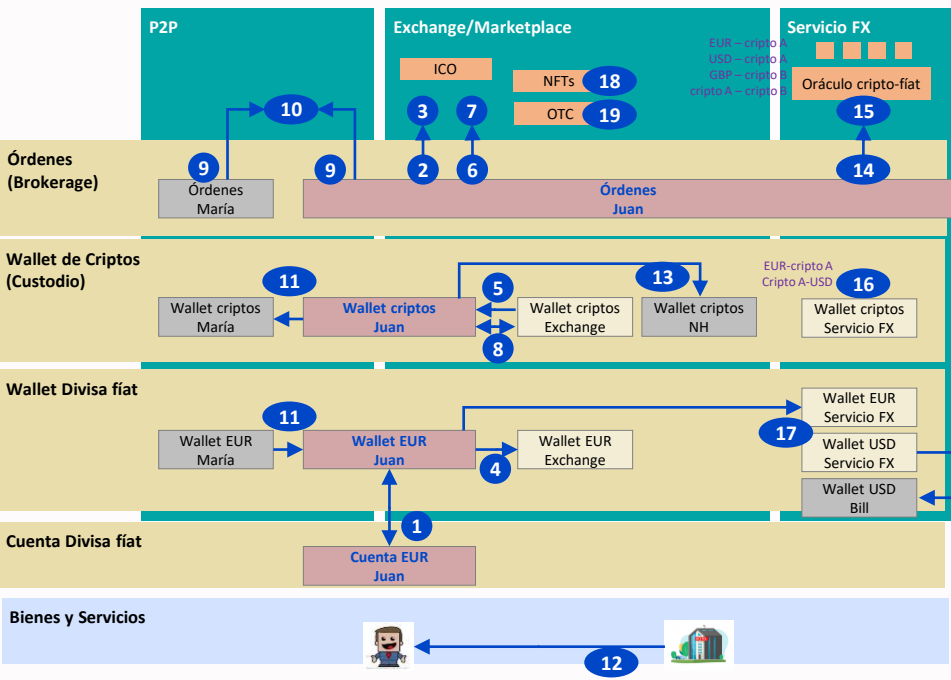 P2P
Exchange/Marketplace
Servicio FX
EUR – cripto A
USD – cripto A
GBP – cripto B
cripto A – cripto B
ICO
NFTs
18
OTC
19
Oráculo cripto-fíat
10
3
7
15
Órdenes
(Brokerage)
9
9
2
6
14
Órdenes
María
Órdenes
Juan
Wallet de Criptos
(Custodio)
11
5
13
EUR-cripto A
Cripto A-USD
16
Wallet criptos
María
Wallet criptos
Juan
Wallet criptos
Exchange
Wallet criptos
NH
Wallet criptos
Servicio FX
8
Wallet Divisa fíat
11
Wallet EUR
María
Wallet EUR
Juan
4
Wallet EUR
Exchange
17
Wallet EUR
Servicio FX
Wallet USD
Servicio FX
Wallet USD
Bill
Cuenta Divisa fíat
1
Cuenta EUR
Juan
Bienes y Servicios
12